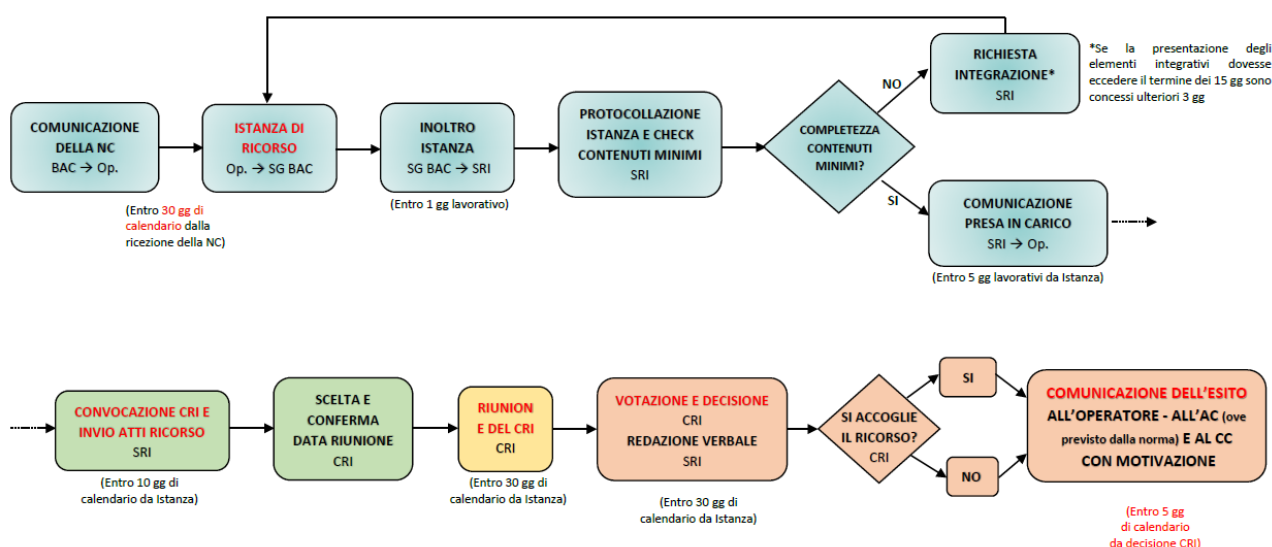 COMUNICAZIONE
DELLA NC
BAC → Op.
(Entro 30 gg di
calendario dalla
ricezione della NC)
ISTANZA DI
RICORSO
Op. → SG BAC
INOLTRO
ISTANZA
SG BAC → SRI
(Entro 1 gg lavorativo)
PROTOCOLLAZIONE
ISTANZA E CHECK
CONTENUTI MINIMI
SRI
COMPLETEZZA
CONTENUTI
MINIMI?
NO
RICHIESTA
INTEGRAZIONE*
SRI
*Se la presentazione degli
elementi integrativi dovesse
eccedere il termine dei 15 gg sono
concessi ulteriori 3 gg
SI
COMUNICAZIONE
PRESA IN CARICO
SRI → Op.
(Entro 5 gg lavorativi da Istanza)
CONVOCAZIONE CRI E
INVIO ATTI RICORSO
SRI
(Entro 10 gg di
calendario da Istanza)
SCELTA E
CONFERMA
DATA RIUNIONE
CRI
RIUNION
E DEL CRI
CRI
(Entro 30 gg di
calendario da Istanza)
VOTAZIONE E DECISIONE
CRI
REDAZIONE VERBALE
SRI
(Entro 30 gg di
calendario da Istanza)
SI ACCOGLIE
IL RICORSO?
CRI
SI
NO
COMUNICAZIONE DELL'ESITO
ALL'OPERATORE - ALL'AC (ove
previsto dalla norma) E AL CC
CON MOTIVAZIONE
(Entro 5 gg
di calendario
da decisione CRI)